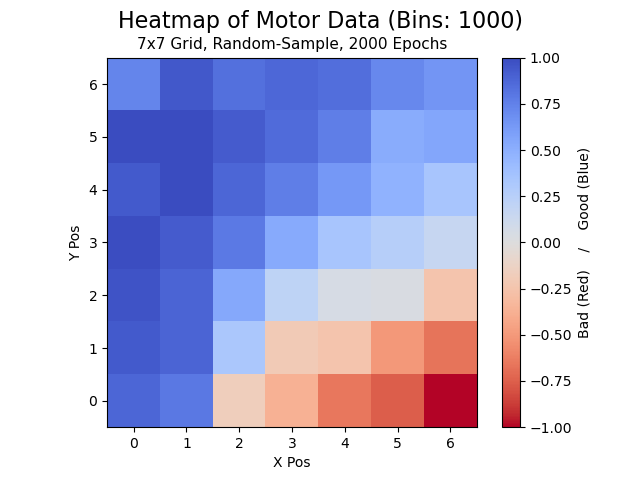 Heatmap of Motor Data (Bins: 1000)
7x7 Grid, Random-Sample, 2000 Epochs
6
5
4
3
2
1
0
Y Pos
0 1 2 3 4 5 6
X Pos
1.00
0.75
0.50
0.25
0.00
−0.25
−0.50
−0.75
−1.00
Bad (Red) / Good (Blue)